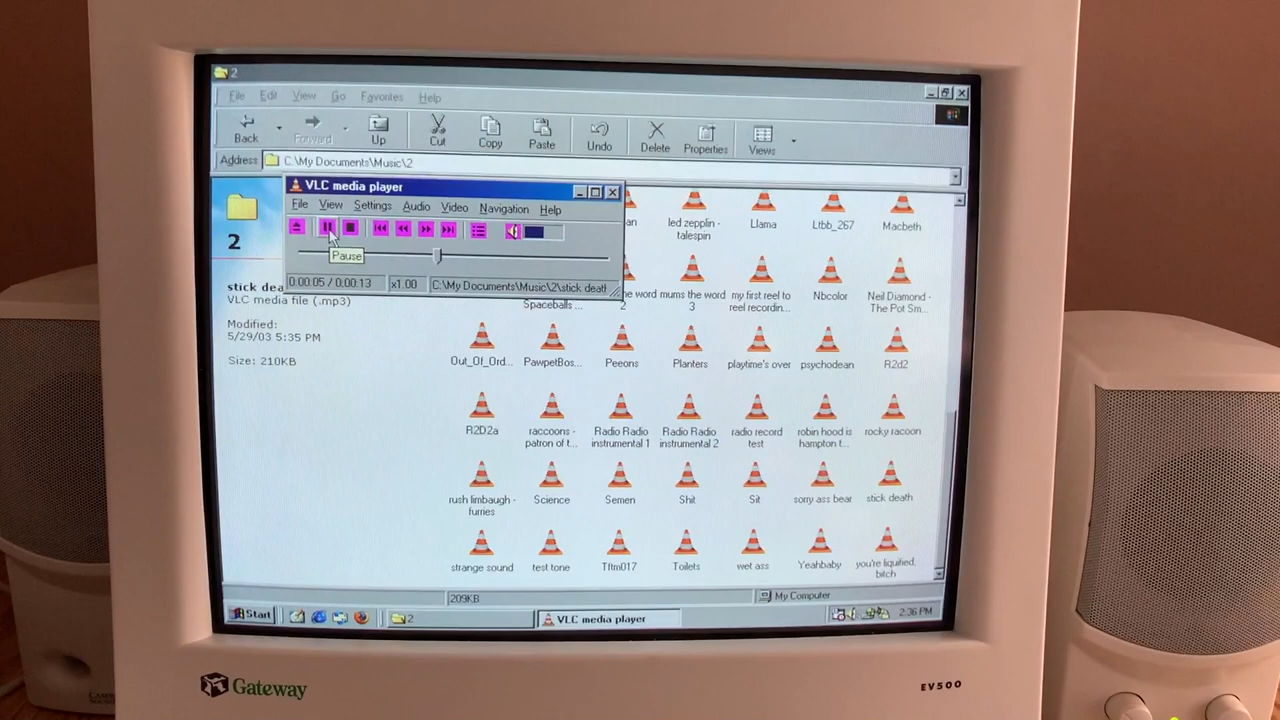 2
File Edit View Go Favorites Help
Back Forward Up Cut Copy Paste Undo Delete Properties Views
Address C:\My Documents\Music\2
VLC media player
File View Settings Audio Video Navigation Help
Pause
0:00:05 / 0:00:13 x1.00 C:\My Documents\Music\2\stick death
2
stick dea
VLC media file (.mp3)
Modified:
5/29/03 5:35 PM
Size: 210KB
led zepplin - Llama Ltbb_267 Macbeth
talespin
Spaceballs ... the word mums the word my first reel to Nbcolor Neil Diamond -
2 3 reel recordin... The Pot Sm...
Out_Of_Ord... PawpetBos... Peeons Planters playtime's over psychodean R2d2
R2D2a raccoons - Radio Radio Radio Radio radio record robin hood is rocky racoon
patron of t... instrumental 1 instrumental 2 test hampton t...
rush limbaugh - Science Semen Shit Sit sorry ass bear stick death
furries
strange sound test tone Tftm017 Toilets wet ass Yeahbaby you're liquified,
bitch
209KB My Computer
Start 2 VLC media player 2:36 PM
Gateway EV500